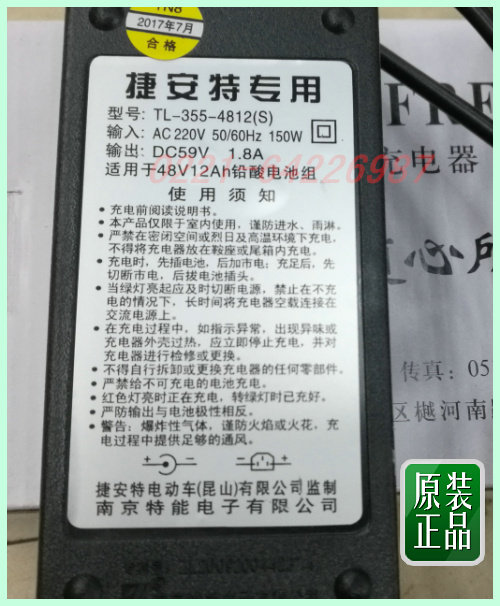 TN8
2017年7月
合格
捷安特专用
型号: TL-355-4812(S)
输入: AC 220V 50/60Hz 150W
输出: DC59V 1.8A
适用于48V12Ah铅酸电池组
使用须知
• 充电前阅读说明书。
• 本产品仅限于室内使用，谨防进水、雨淋。
• 严禁在密闭空间或烈日及高温环境下充电，
不得将充电器放在鞍座或尾箱内充电。
• 充电时，先插电池，后加市电；充足后，先
切断市电，后拔电池插头。
• 当绿灯亮起应及时切断电源，禁止在不充
电的情况下，长时间将充电器空载连接在
交流电源上。
• 在充电过程中，如指示异常，出现异味或
充电器外壳过热，应立即停止充电，并对
充电器进行检修或更换。
• 不得自行拆卸或更换充电器的任何零部件。
• 严禁给不可充电的电池充电。
• 红色灯亮时正在充电，转绿灯时已充好。
• 严防输出与电池极性相反。
• 警告：爆炸性气体，谨防火焰或火花，充
电过程中提供足够的通风。
捷安特电动车(昆山)有限公司监制
南京特能电子有限公司
FRE
充电器
心所
传真: 05
区樾河南
原装
正品